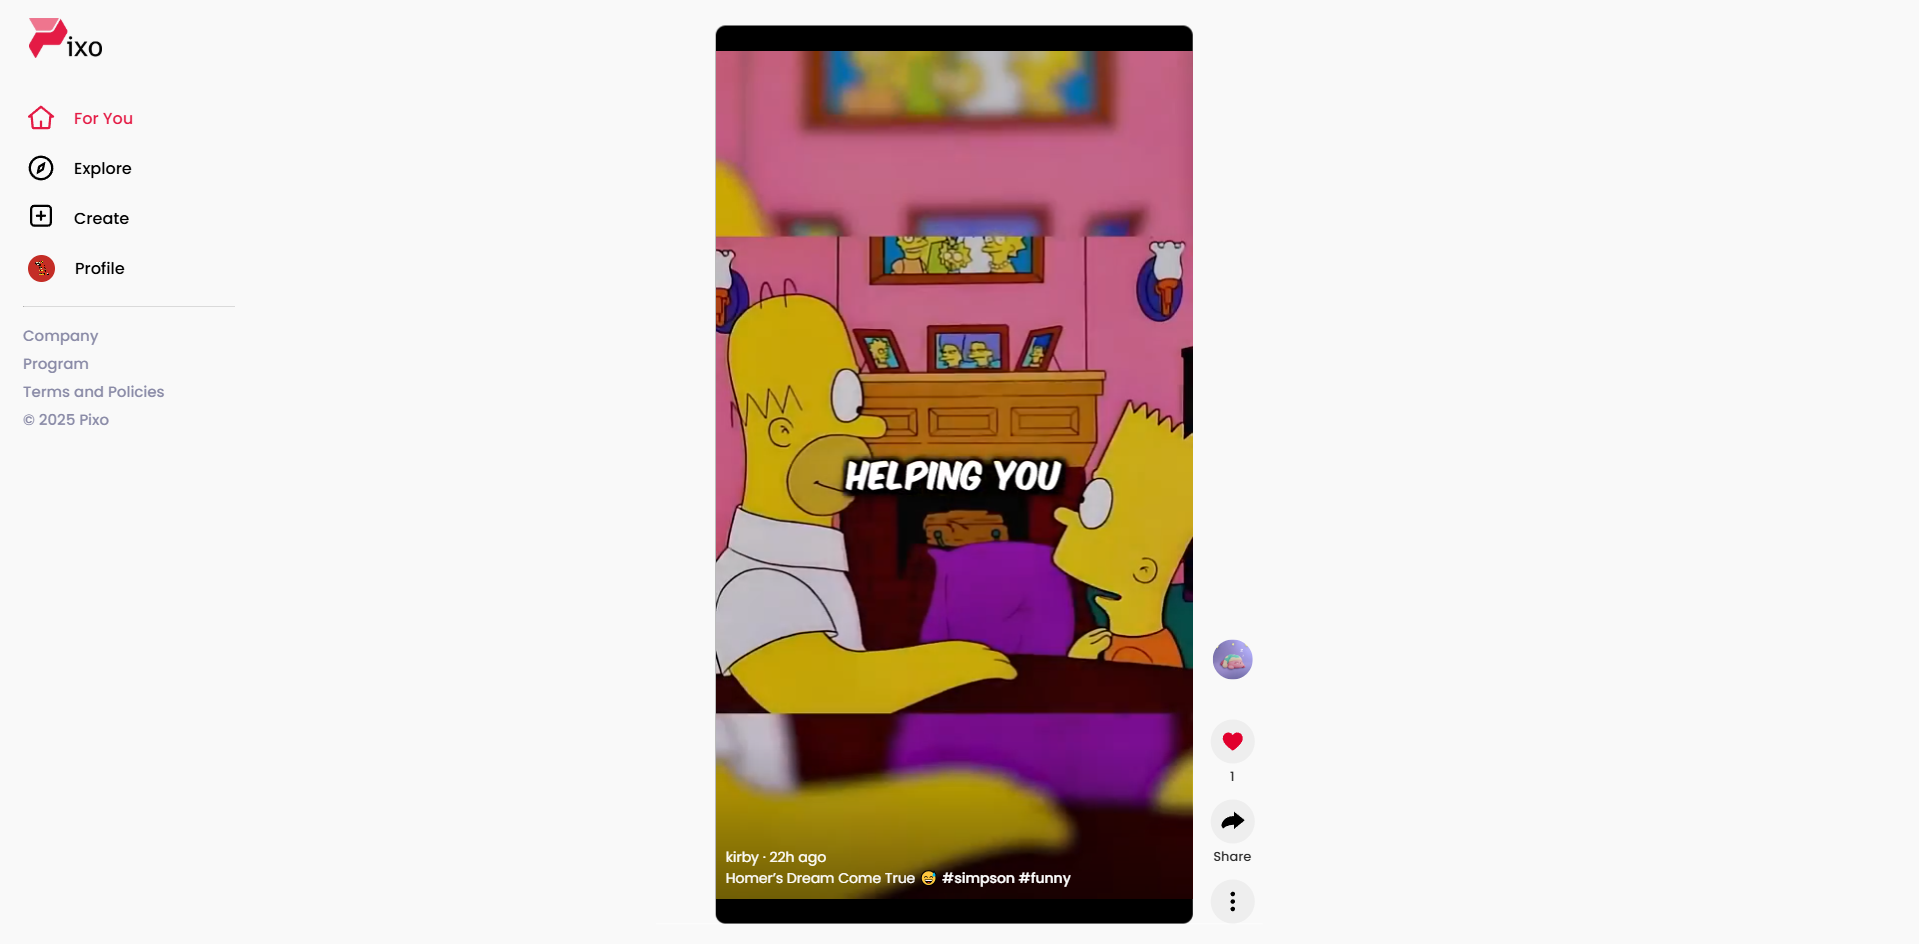 Pixo
For You
Explore
Create
Profile
Company
Program
Terms and Policies
© 2025 Pixo
HELPING YOU
kirby · 22h ago
Homer’s Dream Come True 😅 #simpson #funny
1
Share